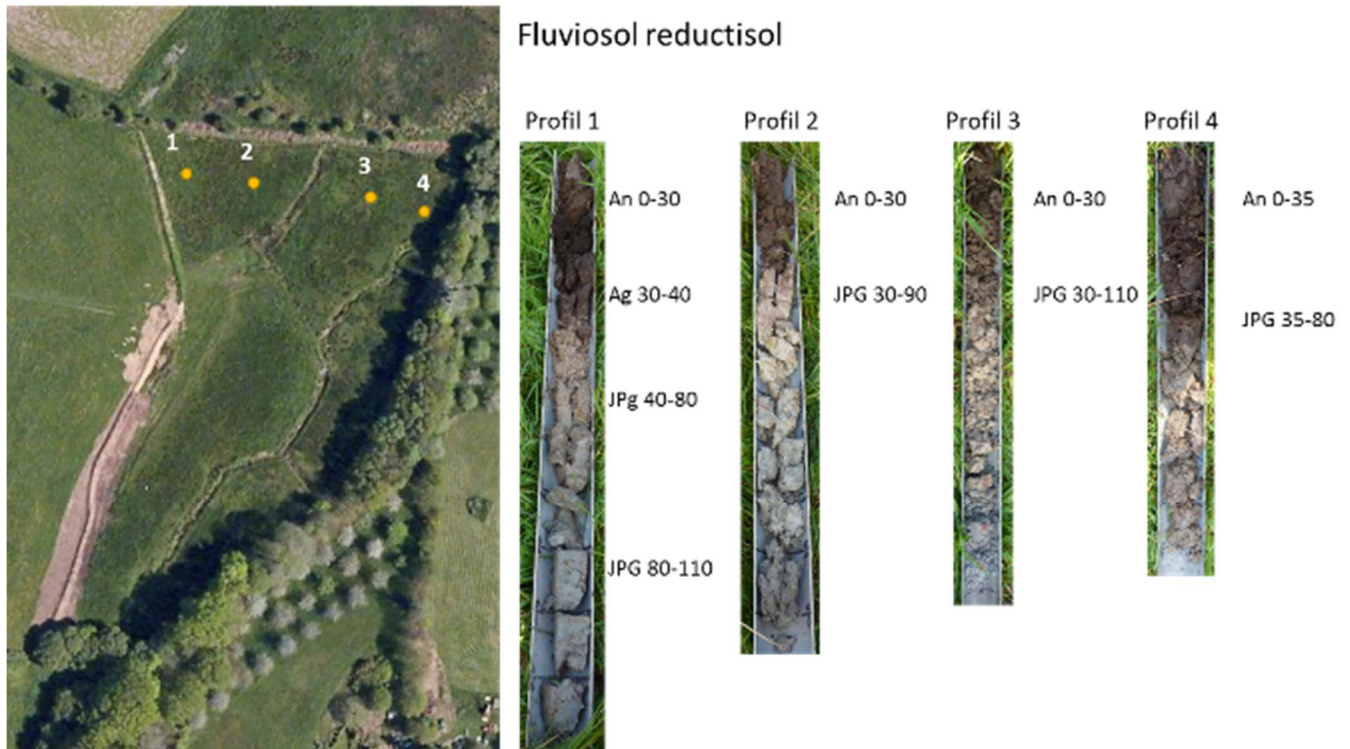 Fluviosol reductisol
Profil 1
Profil 2
Profil 3
Profil 4
1
2
3
4
An 0-30
Ag 30-40
JPg 40-80
JPG 80-110
An 0-30
JPG 30-90
An 0-30
JPG 30-110
An 0-35
JPG 35-80